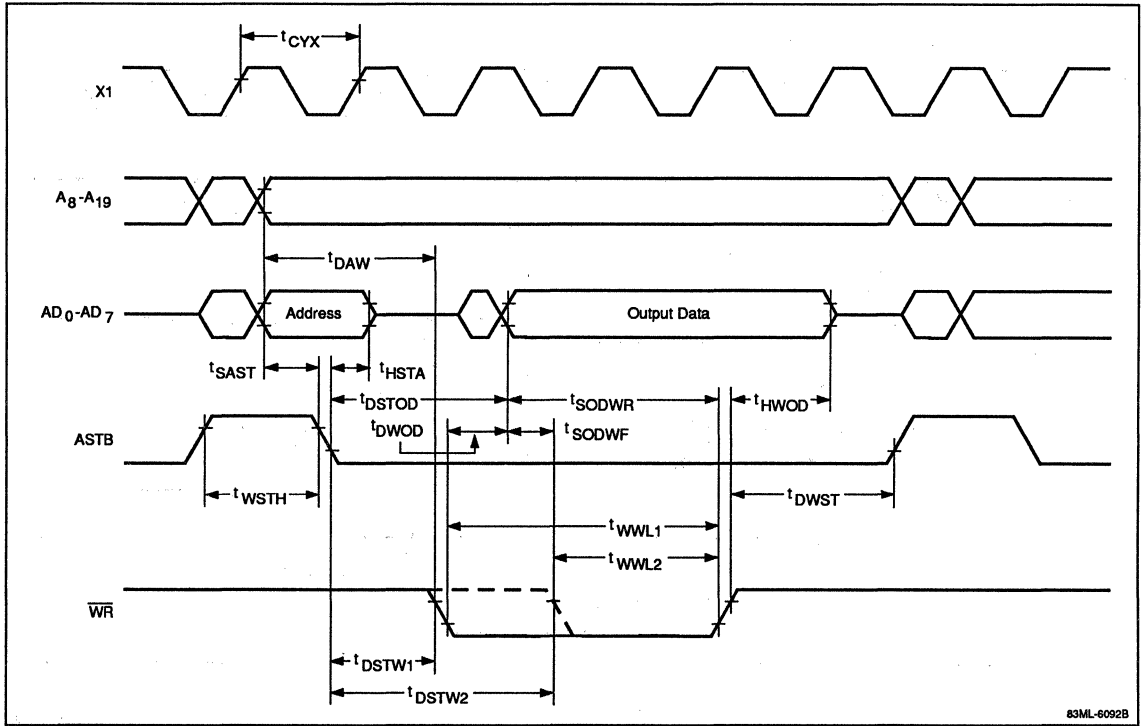 tCYX
X1
A8-A19
tDAW
AD0-AD7
Address
Output Data
tSAST
tHSTA
tDSTOD
tSODWR
tHWOD
tDWOD
tSODWF
ASTB
tWSTH
tDWST
tWWL1
tWWL2
WR
tDSTW1
tDSTW2
83ML-6092B